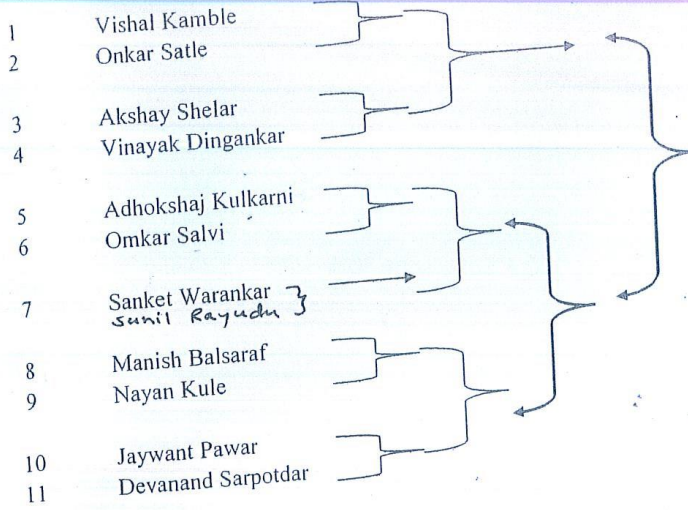 1 Vishal Kamble
2 Onkar Satle
3 Akshay Shelar
4 Vinayak Dingankar
5 Adhokshaj Kulkarni
6 Omkar Salvi
7 Sanket Warankar
sunil Rayudu
8 Manish Balsaraf
9 Nayan Kule
10 Jaywant Pawar
11 Devanand Sarpotdar